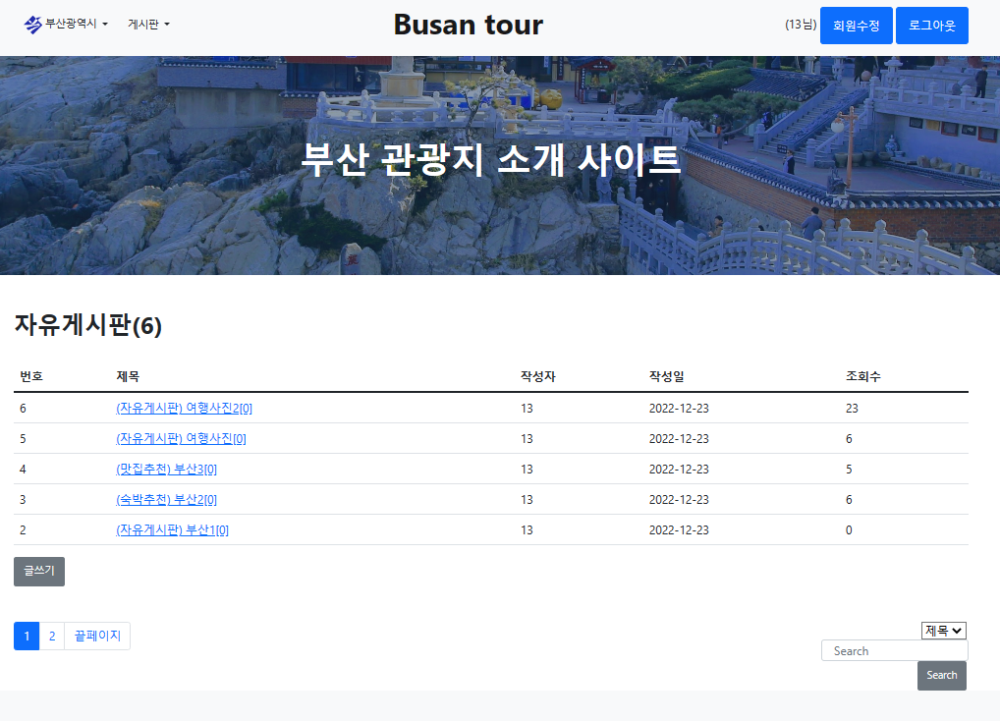 부산광역시 게시판 Busan tour (13님) 회원수정 로그아웃
부산 관광지 소개 사이트
자유게시판(6)
번호 제목 작성자 작성일 조회수
6 (자유게시판) 여행사진2[0] 13 2022-12-23 23
5 (자유게시판) 여행사진[0] 13 2022-12-23 6
4 (맛집추천) 부산3[0] 13 2022-12-23 5
3 (숙박추천) 부산2[0] 13 2022-12-23 6
2 (자유게시판) 부산1[0] 13 2022-12-23 0
글쓰기
1 2 끝페이지 제목
Search
Search